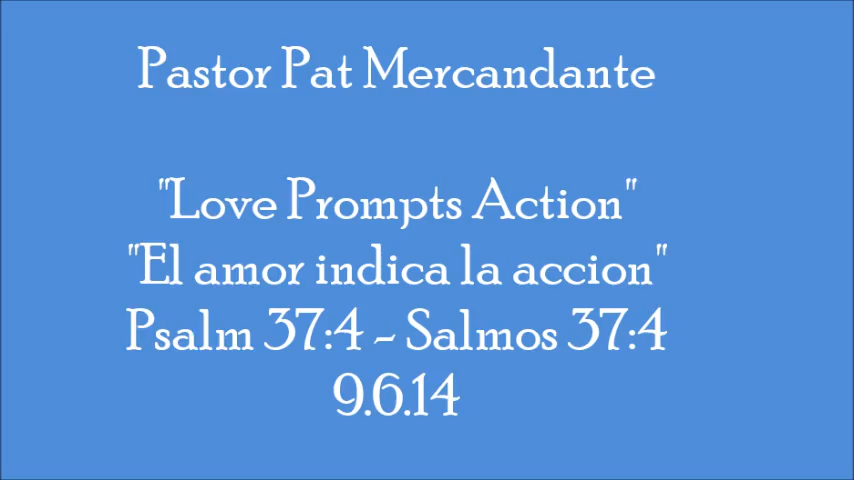 Pastor Pat Mercandante
"Love Prompts Action"
"El amor indica la accion"
Psalm 37:4 - Salmos 37:4
9.6.14